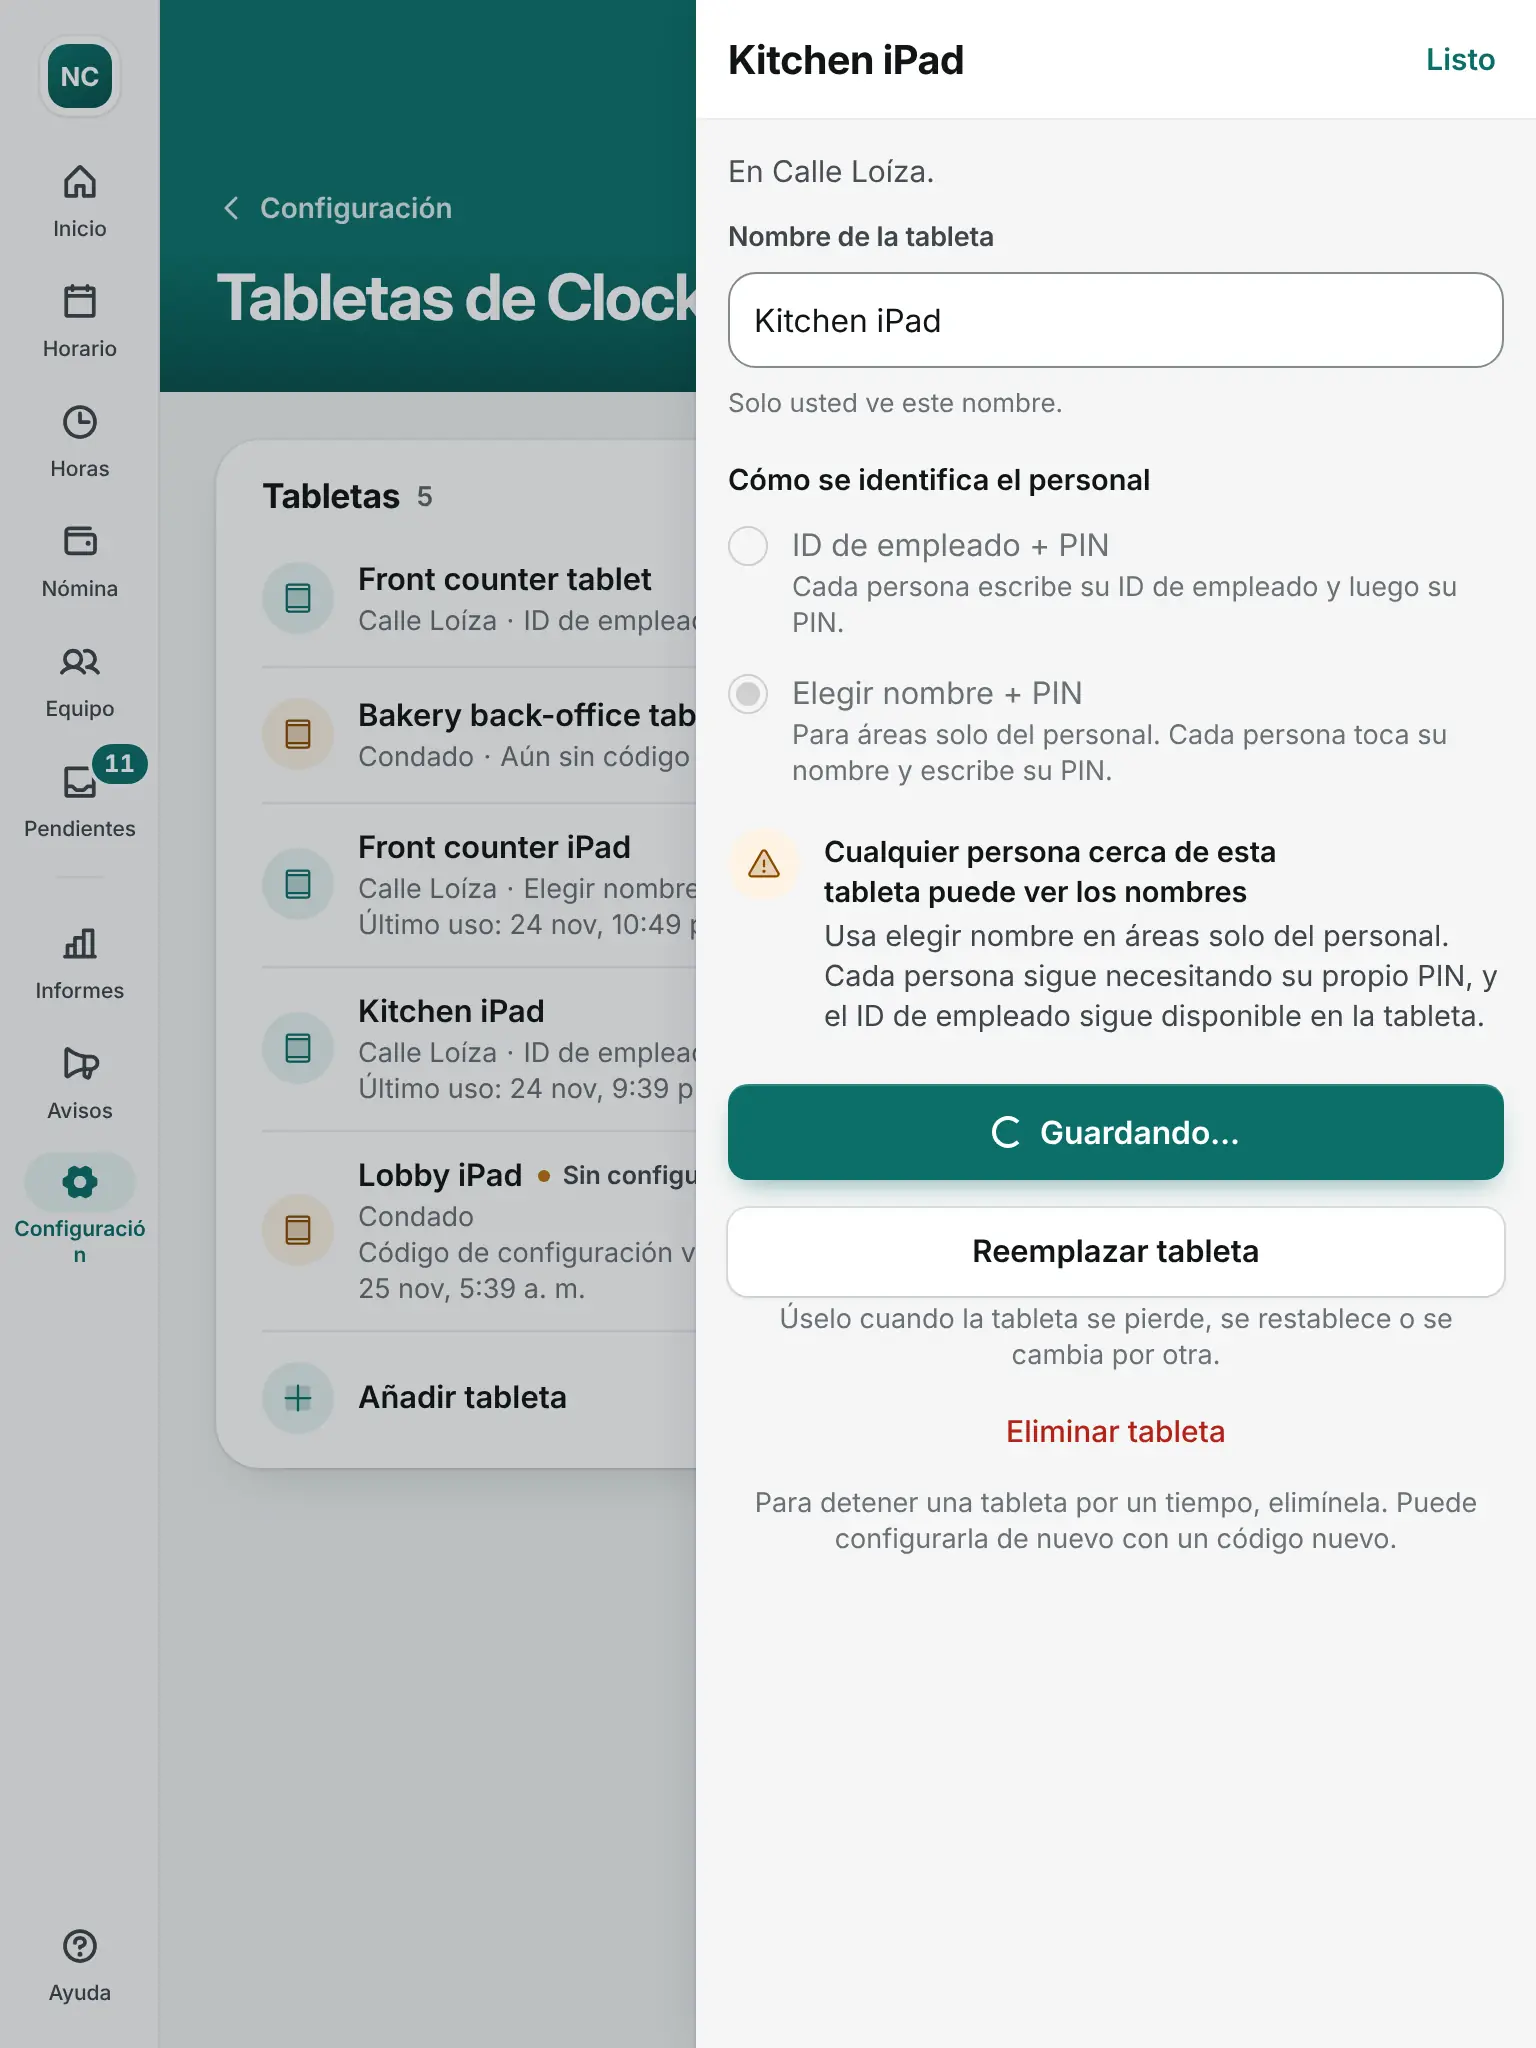 NC
Inicio
Horario
Horas
Nómina
Equipo
11
Pendientes
Informes
Avisos
Configuració
n
Ayuda
Configuración
Tabletas de Clock
Tabletas 5
Front counter tablet
Calle Loíza · ID de emplead
Bakery back-office tab
Condado · Aún sin código
Front counter iPad
Calle Loíza · Elegir nombre
Último uso: 24 nov, 10:49 p
Kitchen iPad
Calle Loíza · ID de emplead
Último uso: 24 nov, 9:39 p
Lobby iPad • Sin configu
Condado
Código de configuración v
25 nov, 5:39 a. m.
Añadir tableta
Kitchen iPad
Listo
En Calle Loíza.
Nombre de la tableta
Kitchen iPad
Solo usted ve este nombre.
Cómo se identifica el personal
ID de empleado + PIN
Cada persona escribe su ID de empleado y luego su
PIN.
Elegir nombre + PIN
Para áreas solo del personal. Cada persona toca su
nombre y escribe su PIN.
Cualquier persona cerca de esta
tableta puede ver los nombres
Usa elegir nombre en áreas solo del personal.
Cada persona sigue necesitando su propio PIN, y
el ID de empleado sigue disponible en la tableta.
Guardando...
Reemplazar tableta
Úselo cuando la tableta se pierde, se restablece o se
cambia por otra.
Eliminar tableta
Para detener una tableta por un tiempo, elimínela. Puede
configurarla de nuevo con un código nuevo.